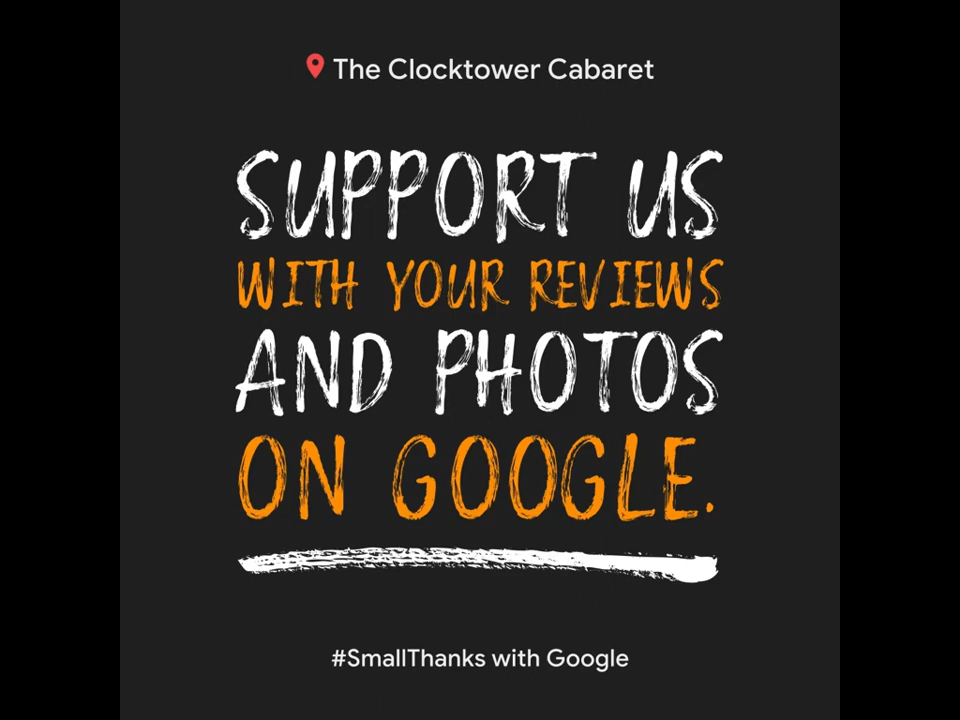 The Clocktower Cabaret
SUPPORT US
WITH YOUR REVIEWS
AND PHOTOS
ON GOOGLE.
#SmallThanks with Google